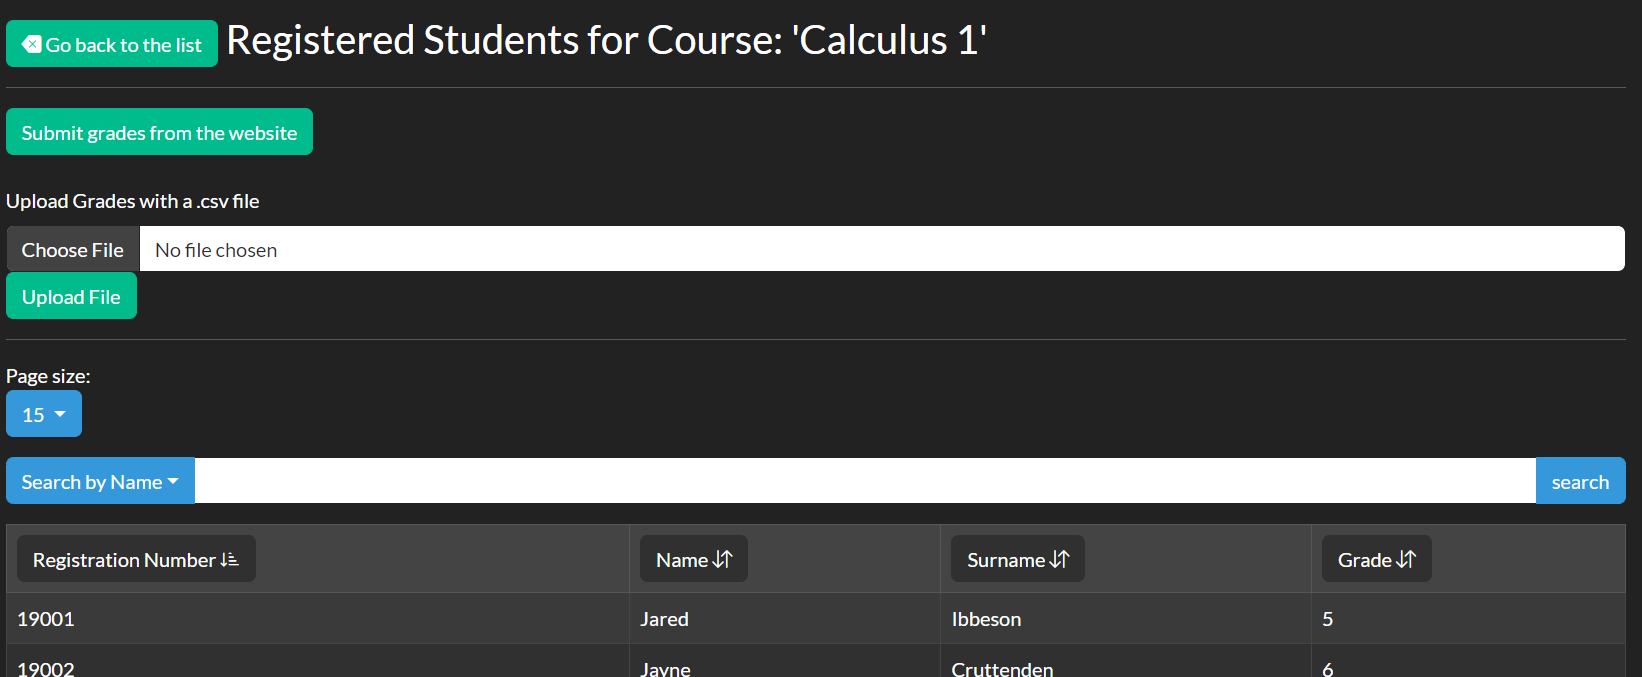 Go back to the list Registered Students for Course: 'Calculus 1'
Submit grades from the website
Upload Grades with a .csv file
Choose File No file chosen
Upload File
Page size:
15
Search by Name search
Registration Number Name Surname Grade
19001 Jared Ibbeson 5
19002 Jayne Cruttenden 6